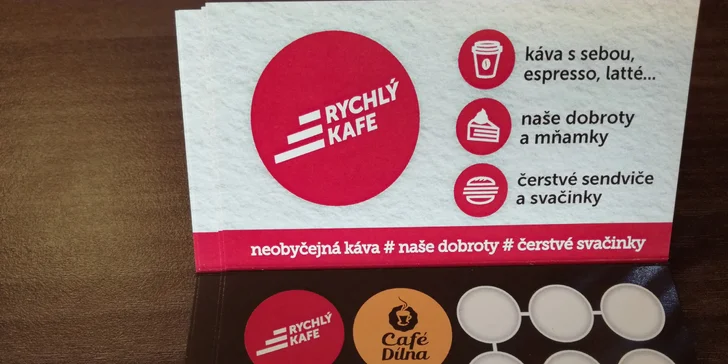 RYCHLÝ
KAFE
káva s sebou,
espresso, latté...
naše dobroty
a mňamky
čerstvé sendviče
a svačinky
neobyčejná káva # naše dobroty # čerstvé svačinky
RYCHLÝ
KAFE
Café
Dílna